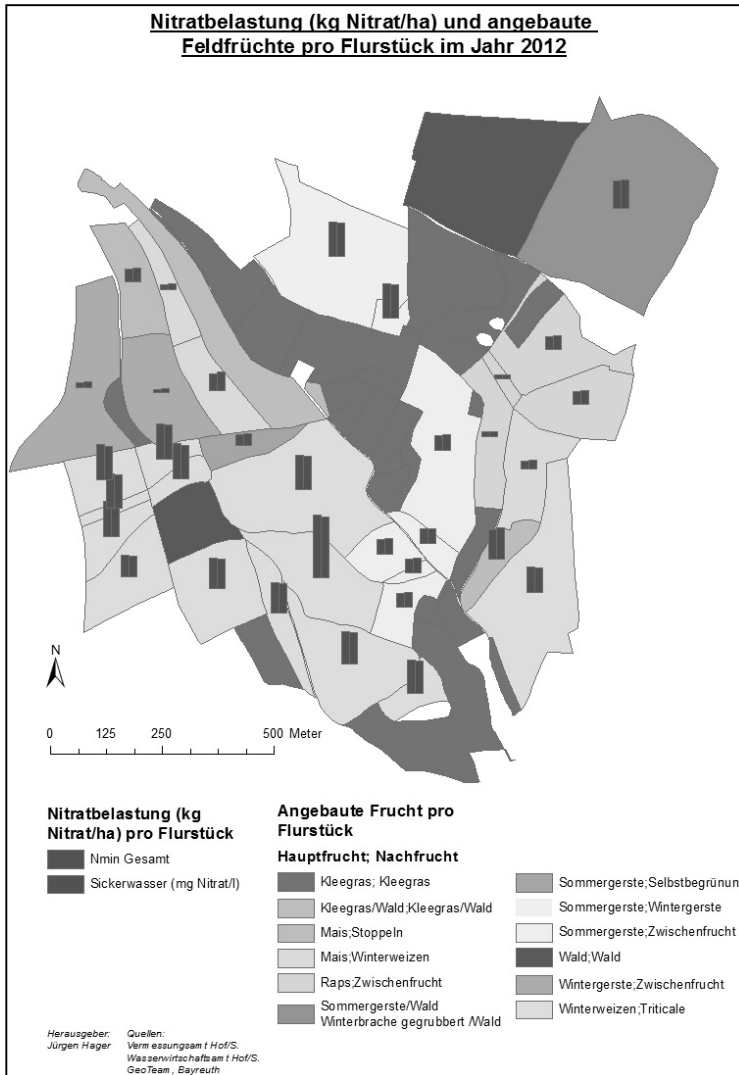 Nitratbelastung (kg Nitrat/ha) und angebaute
Feldfrüchte pro Flurstück im Jahr 2012
N
0 125 250 500 Meter
Nitratbelastung (kg
Nitrat/ha) pro Flurstück
Nmin Gesamt
Sickerwasser (mg Nitrat/l)
Angebaute Frucht pro
Flurstück
Hauptfrucht; Nachfrucht
Kleegras; Kleegras
Kleegras/Wald;Kleegras/Wald
Mais;Stoppeln
Mais;Winterweizen
Raps;Zwischenfrucht
Sommergerste/Wald
Winterbrache gegrubbert /Wald
Sommergerste;Selbstbegrünun
Sommergerste;Wintergerste
Sommergerste;Zwischenfrucht
Wald;Wald
Wintergerste;Zwischenfrucht
Winterweizen;Triticale
Herausgeber:
Jürgen Hager
Quellen:
Vermessungsamt Hof/S.
Wasserwirtschaftsamt Hof/S.
GeoTeam, Bayreuth